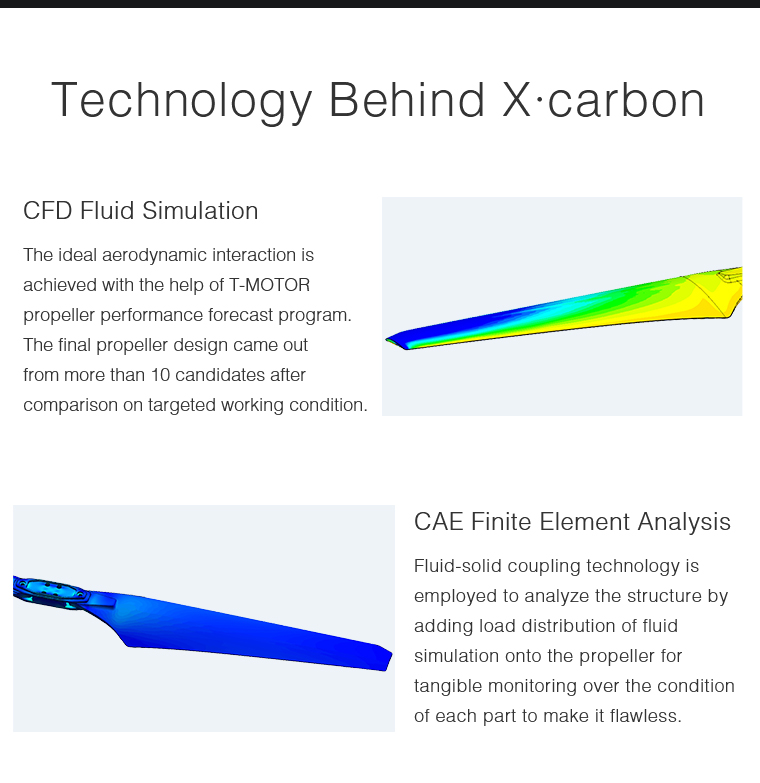 Technology Behind X·carbon
CFD Fluid Simulation
The ideal aerodynamic interaction is
achieved with the help of T-MOTOR
propeller performance forecast program.
The final propeller design came out
from more than 10 candidates after
comparison on targeted working condition.
CAE Finite Element Analysis
Fluid-solid coupling technology is
employed to analyze the structure by
adding load distribution of fluid
simulation onto the propeller for
tangible monitoring over the condition
of each part to make it flawless.